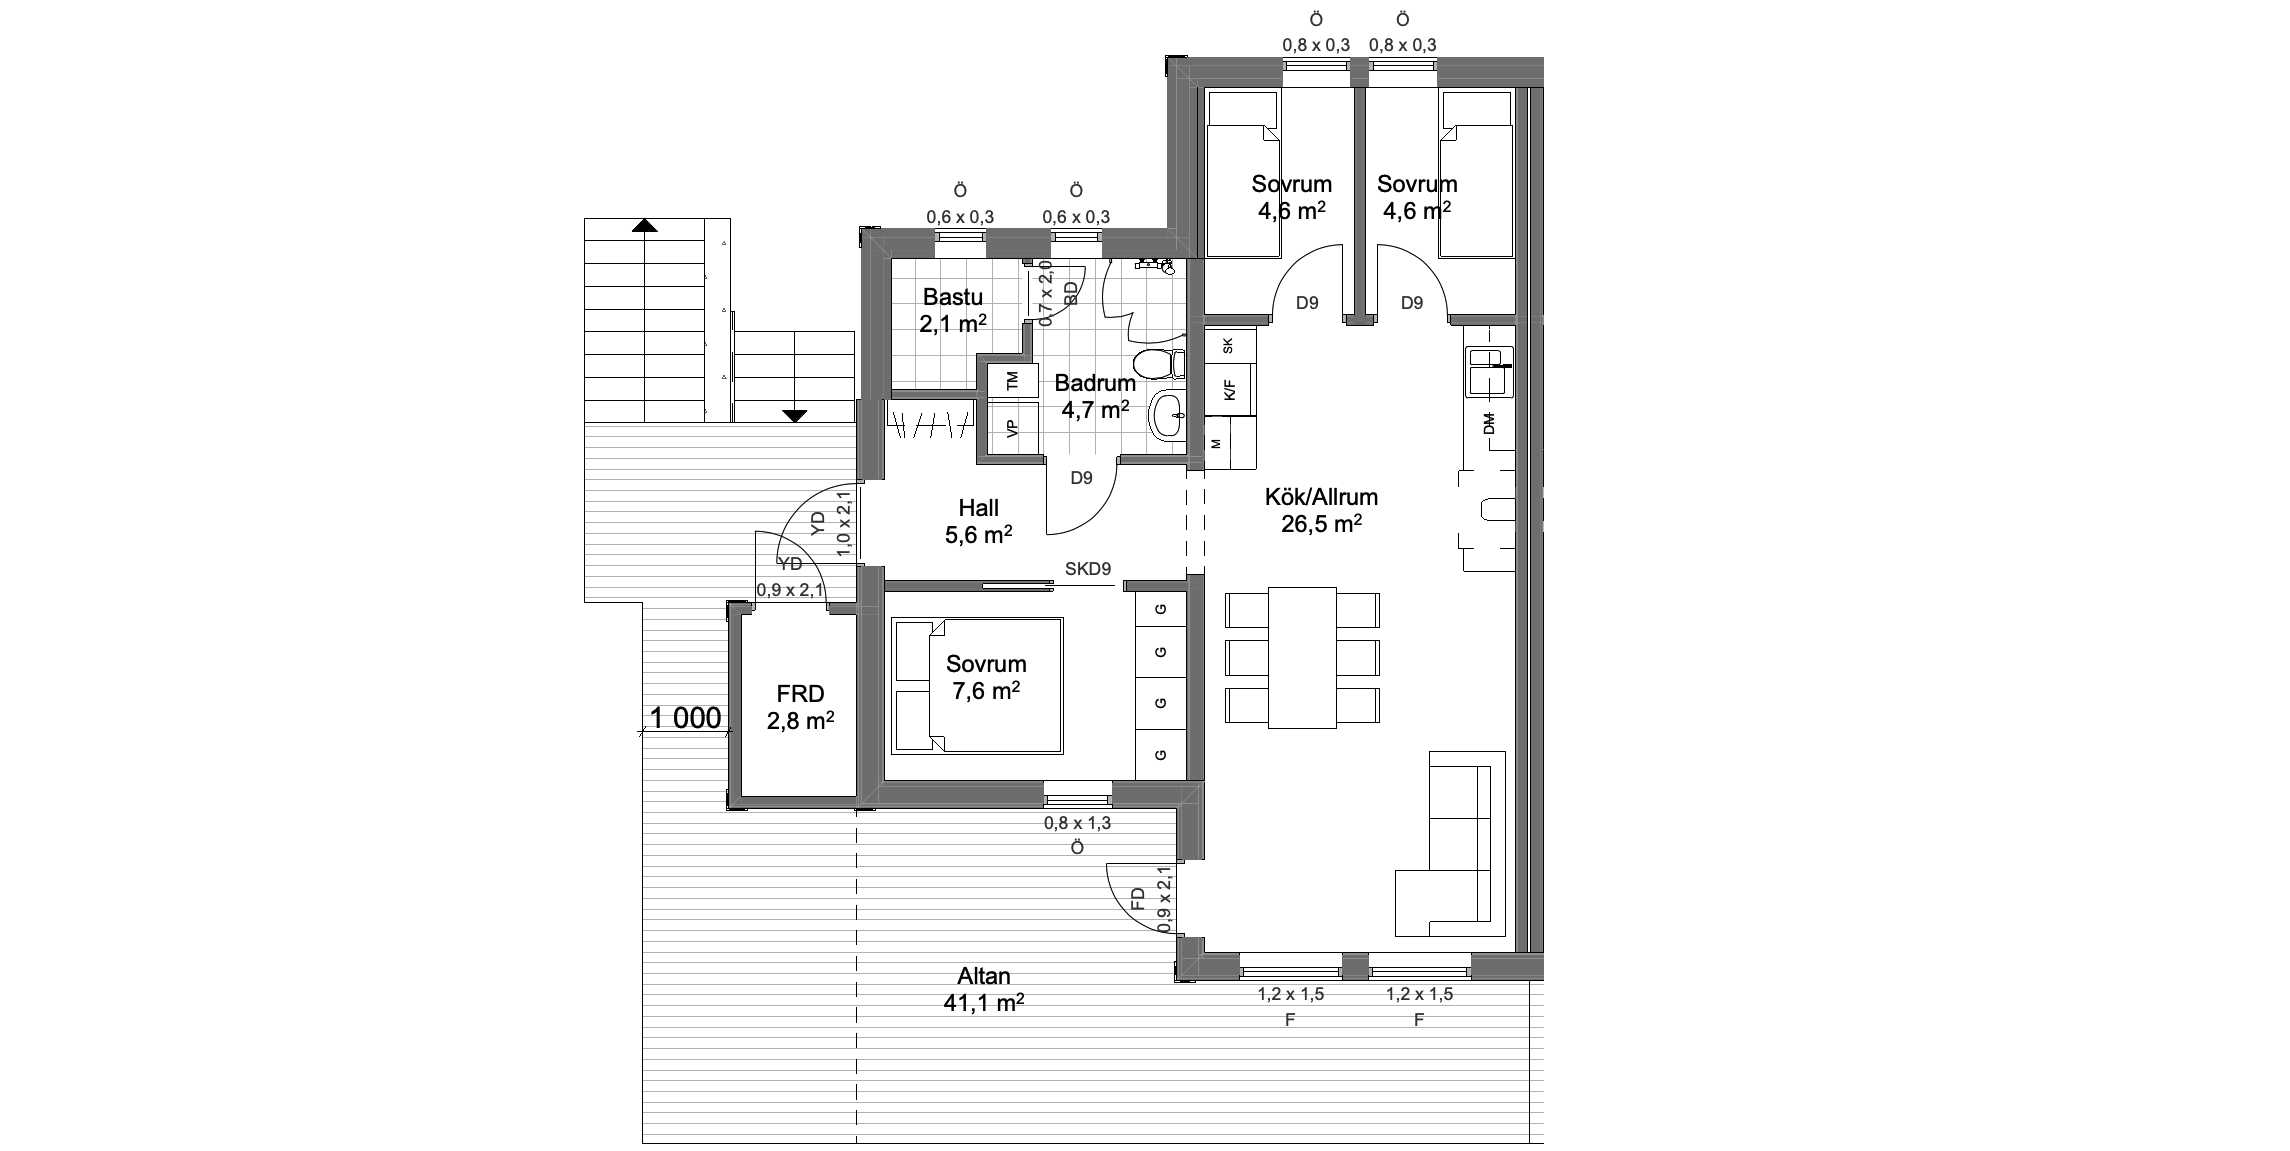 Ö
Ö
0,8 x 0,3
0,8 x 0,3
Ö
Ö
0,6 x 0,3
0,6 x 0,3
Sovrum
4,6 m²
Sovrum
4,6 m²
D9
D9
Bastu
2,1 m²
0,7 x 2,0
BD
TM
VP
Badrum
4,7 m²
SK
K/F
M
DM
D9
Hall
5,6 m²
Kök/Allrum
26,5 m²
YD
1,0 x 2,1
YD
0,9 x 2,1
SKD9
G
G
G
G
Sovrum
7,6 m²
FRD
2,8 m²
1 000
0,8 x 1,3
Ö
FD
0,9 x 2,1
Altan
41,1 m²
1,2 x 1,5
1,2 x 1,5
F
F